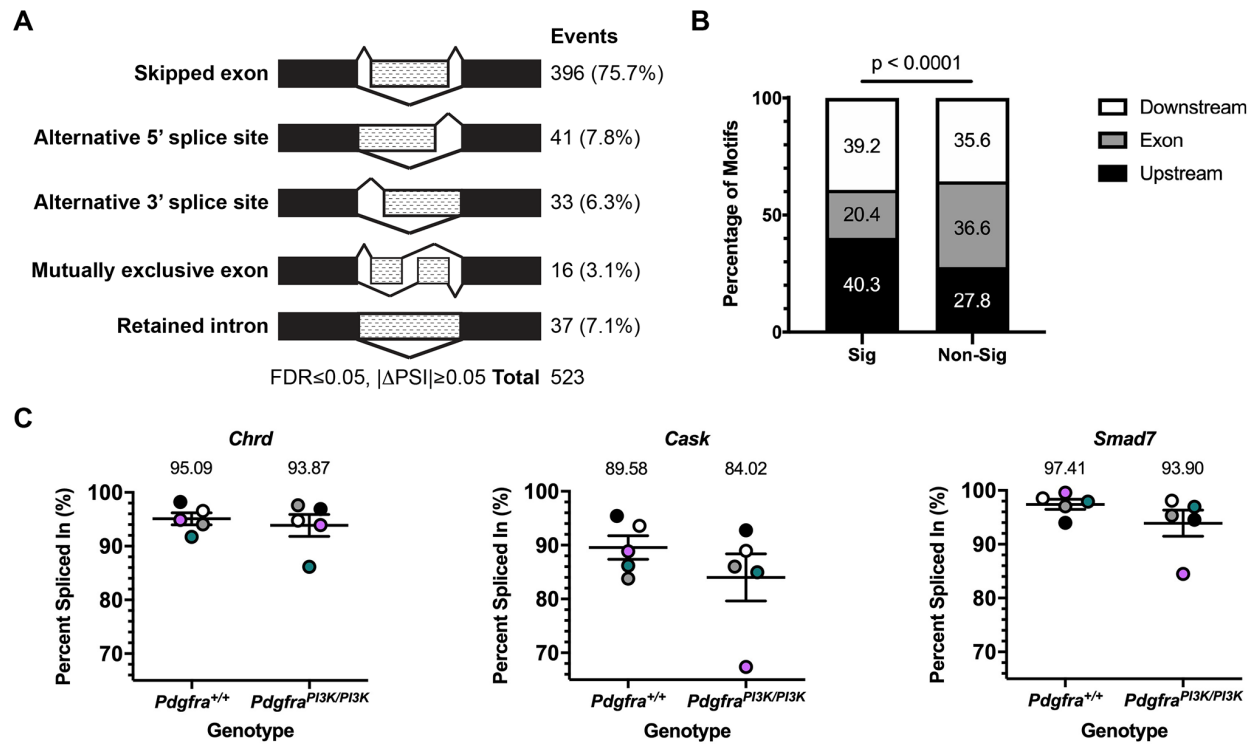 A
Events
Skipped exon 396 (75.7%)
Alternative 5’ splice site 41 (7.8%)
Alternative 3’ splice site 33 (6.3%)
Mutually exclusive exon 16 (3.1%)
Retained intron 37 (7.1%)
FDR≤0.05, |ΔPSI|≥0.05 Total 523
B
p < 0.0001
Percentage of Motifs
100
50
0
39.2
20.4
40.3
35.6
36.6
27.8
Sig Non-Sig
Downstream
Exon
Upstream
C
Chrd
95.09 93.87
Percent Spliced In (%)
100
90
80
70
Pdgfra+/+ PdgfraPI3K/PI3K
Genotype
Cask
89.58 84.02
Percent Spliced In (%)
100
90
80
70
Pdgfra+/+ PdgfraPI3K/PI3K
Genotype
Smad7
97.41 93.90
Percent Spliced In (%)
100
90
80
70
Pdgfra+/+ PdgfraPI3K/PI3K
Genotype